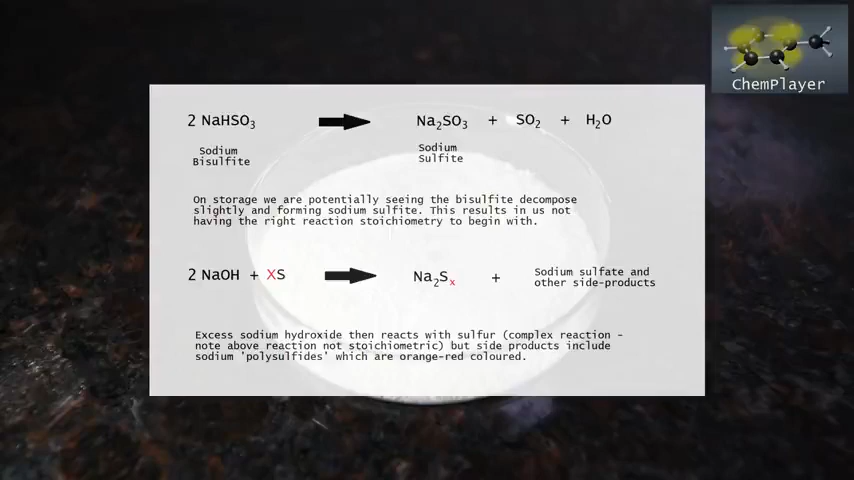 ChemPlayer
2 NaHSO₃ Na₂SO₃ + SO₂ + H₂O
Sodium
Bisulfite
Sodium
Sulfite
On storage we are potentially seeing the bisulfite decompose
slightly and forming sodium sulfite. This results in us not
having the right reaction stoichiometry to begin with.
2 NaOH + XS Na₂Sₓ +
Sodium sulfate and
other side-products
Excess sodium hydroxide then reacts with sulfur (complex reaction -
note above reaction not stoichiometric) but side products include
sodium 'polysulfides' which are orange-red coloured.